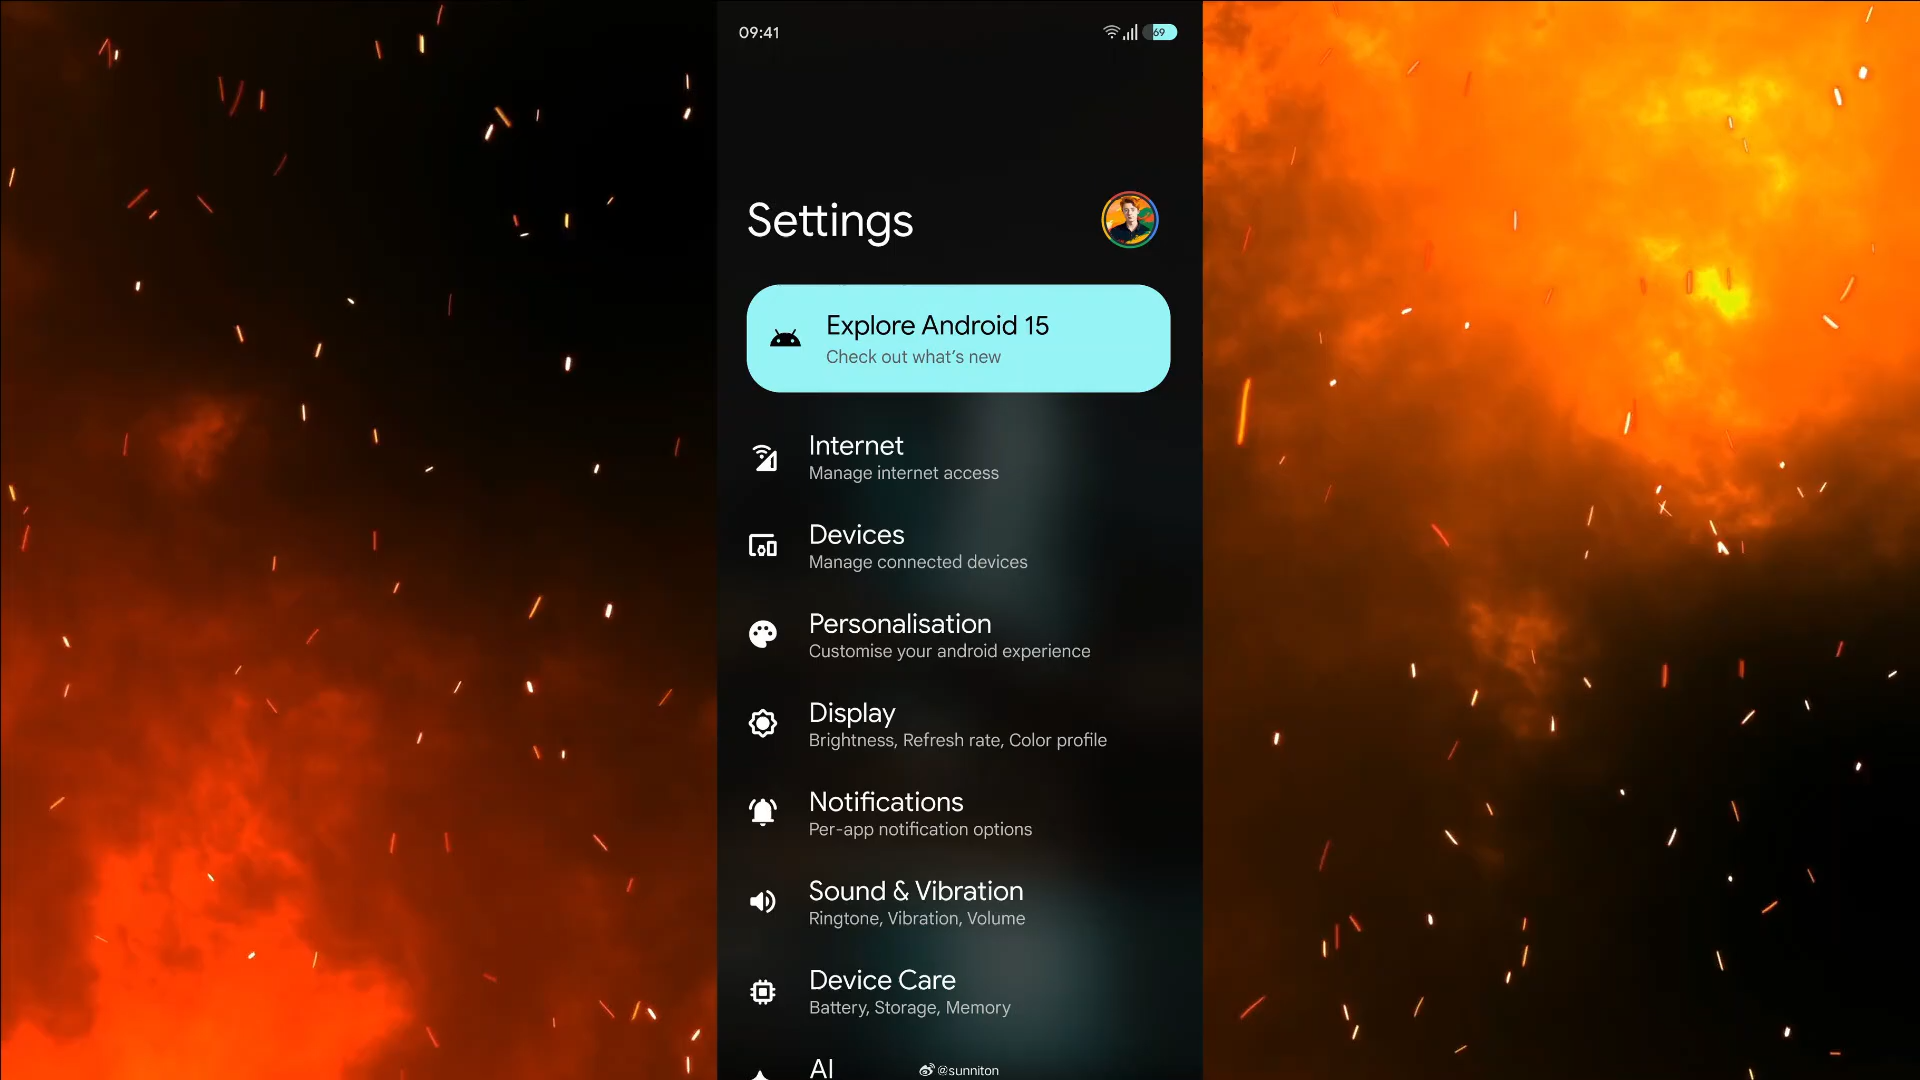 09:41
69
Settings
Explore Android 15
Check out what's new
Internet
Manage internet access
Devices
Manage connected devices
Personalisation
Customise your android experience
Display
Brightness, Refresh rate, Color profile
Notifications
Per-app notification options
Sound & Vibration
Ringtone, Vibration, Volume
Device Care
Battery, Storage, Memory
AI
@sunniton